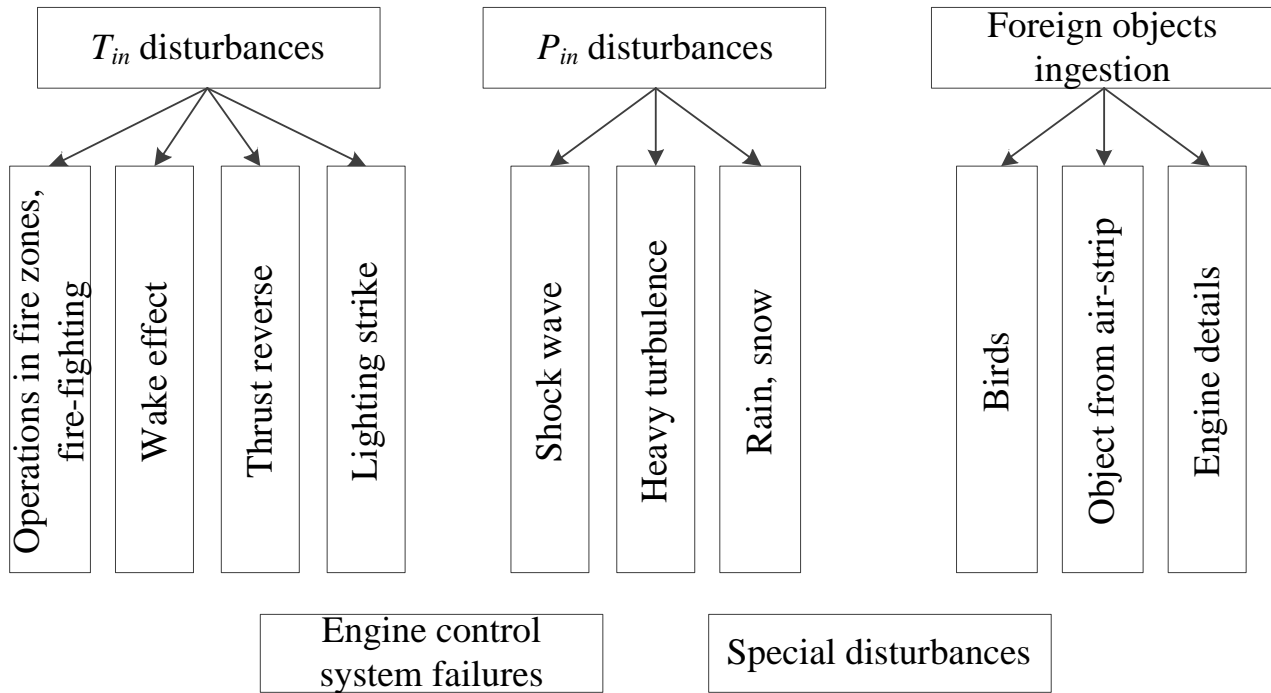 T_in disturbances
P_in disturbances
Foreign objects
ingestion
Operations in fire zones,
fire-fighting
Wake effect
Thrust reverse
Lighting strike
Shock wave
Heavy turbulence
Rain, snow
Birds
Object from air-strip
Engine details
Engine control
system failures
Special disturbances